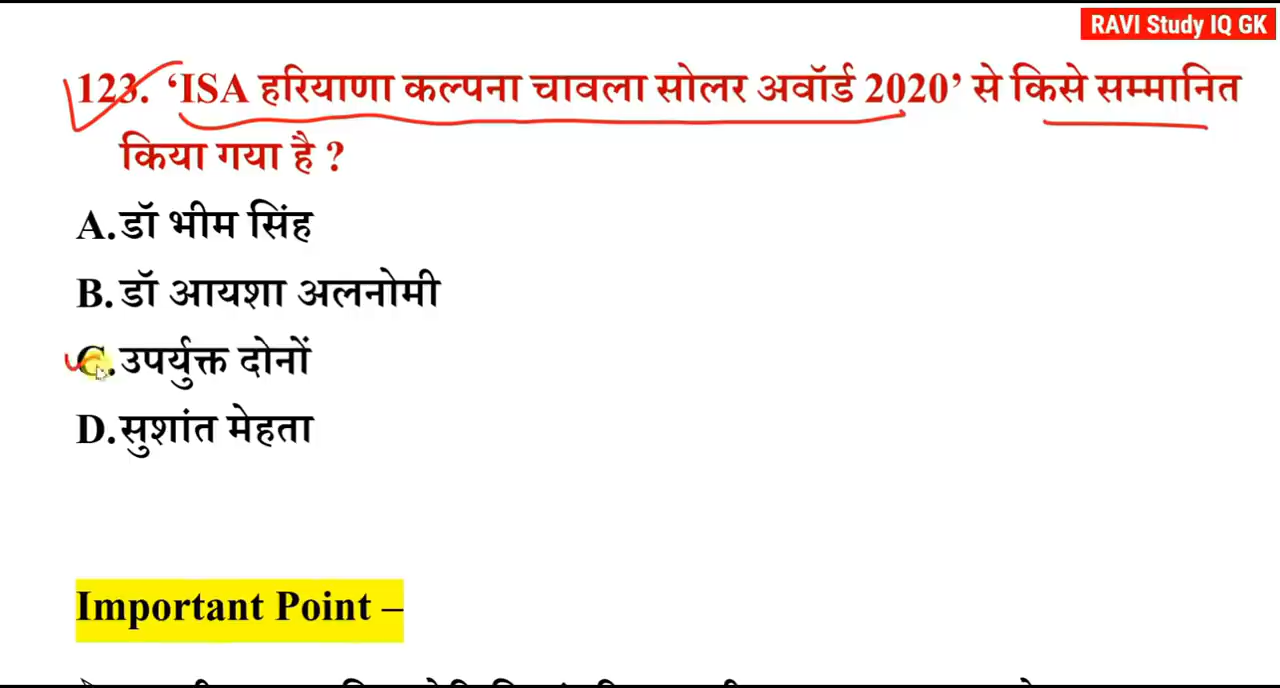 RAVI Study IQ GK
123. ‘ISA हरियाणा कल्पना चावला सोलर अवॉर्ड 2020’ से किसे सम्मानित
किया गया है ?
A.डॉ भीम सिंह
B.डॉ आयशा अलनोमी
C.उपर्युक्त दोनों
D.सुशांत मेहता
Important Point –